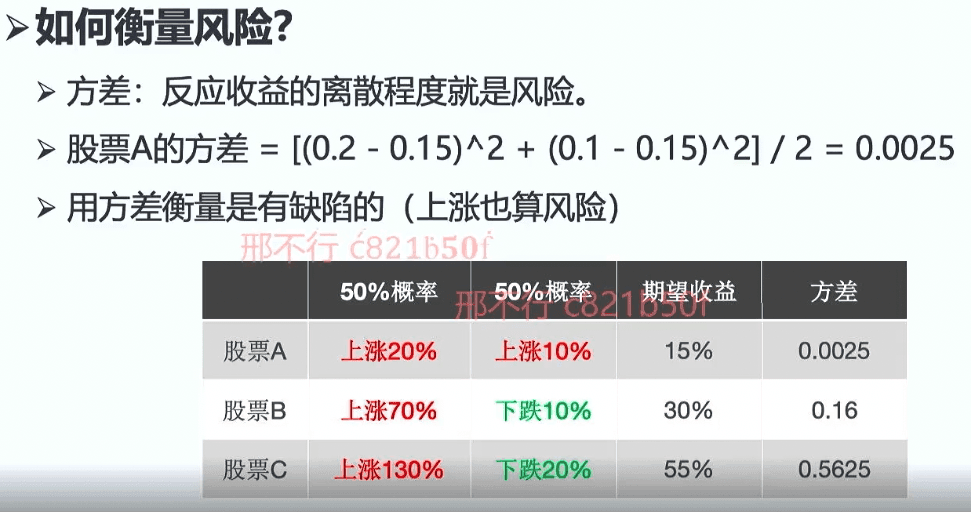 ➢如何衡量风险?
➢ 方差：反应收益的离散程度就是风险。
➢ 股票A的方差 = [(0.2 - 0.15)^2 + (0.1 - 0.15)^2] / 2 = 0.0025
➢ 用方差衡量是有缺陷的（上涨也算风险）
邢不行 c821b50f
50%概率 50%概率 期望收益 方差
邢不行 c821b50f
股票A 上涨20% 上涨10% 15% 0.0025
股票B 上涨70% 下跌10% 30% 0.16
股票C 上涨130% 下跌20% 55% 0.5625